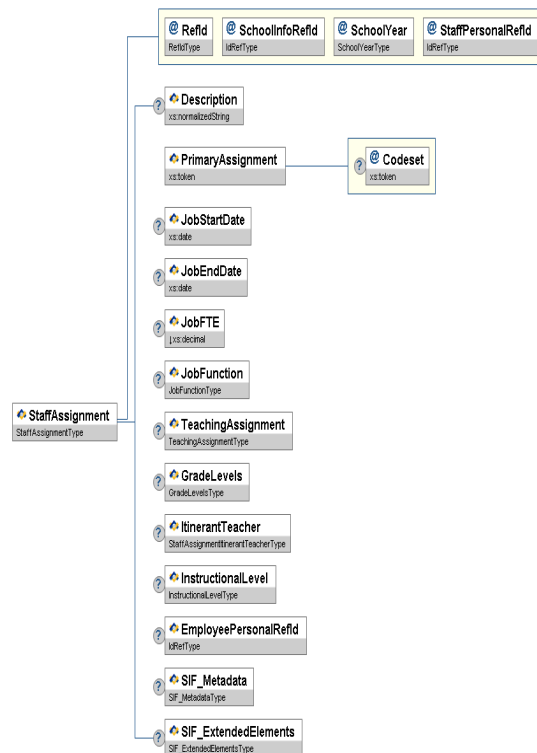 @ RefId
RefIdType
@ SchoolInfoRefId
IdRefType
@ SchoolYear
SchoolYearType
@ StaffPersonalRefId
IdRefType
? Description
xs:normalizedString
PrimaryAssignment
xs:token
? @ Codeset
xs:token
? JobStartDate
xs:date
? JobEndDate
xs:date
? JobFTE
xs:decimal
? JobFunction
JobFunctionType
StaffAssignment
StaffAssignmentType
? TeachingAssignment
TeachingAssignmentType
? GradeLevels
GradeLevelsType
? ItinerantTeacher
StaffAssignmentItinerantTeacherType
? InstructionalLevel
InstructionalLevelType
? EmployeePersonalRefId
IdRefType
? SIF_Metadata
SIF_MetadataType
? SIF_ExtendedElements
SIF_ExtendedElementsType